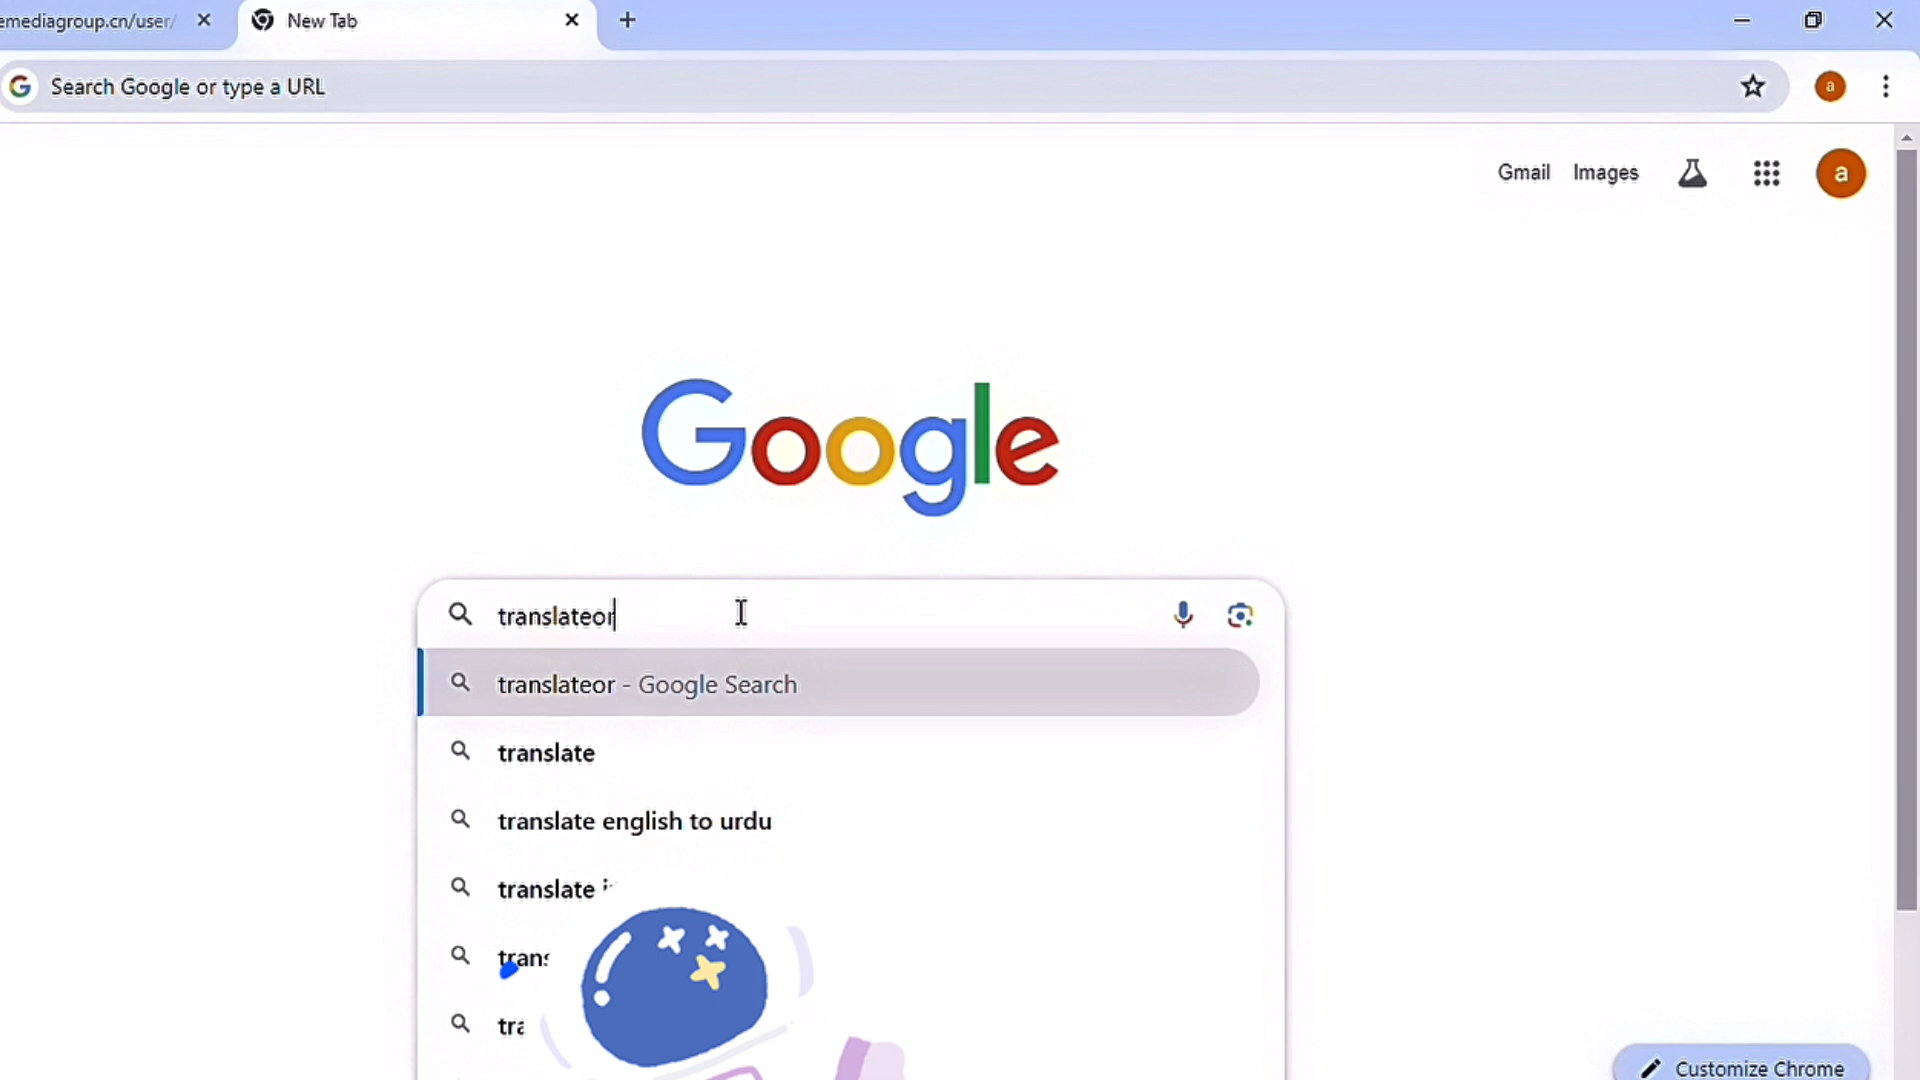 emediagroup.cn/user/
New Tab
Search Google or type a URL
a
Gmail
Images
a
Google
translateor
translateor - Google Search
translate
translate english to urdu
translate
Customize Chrome